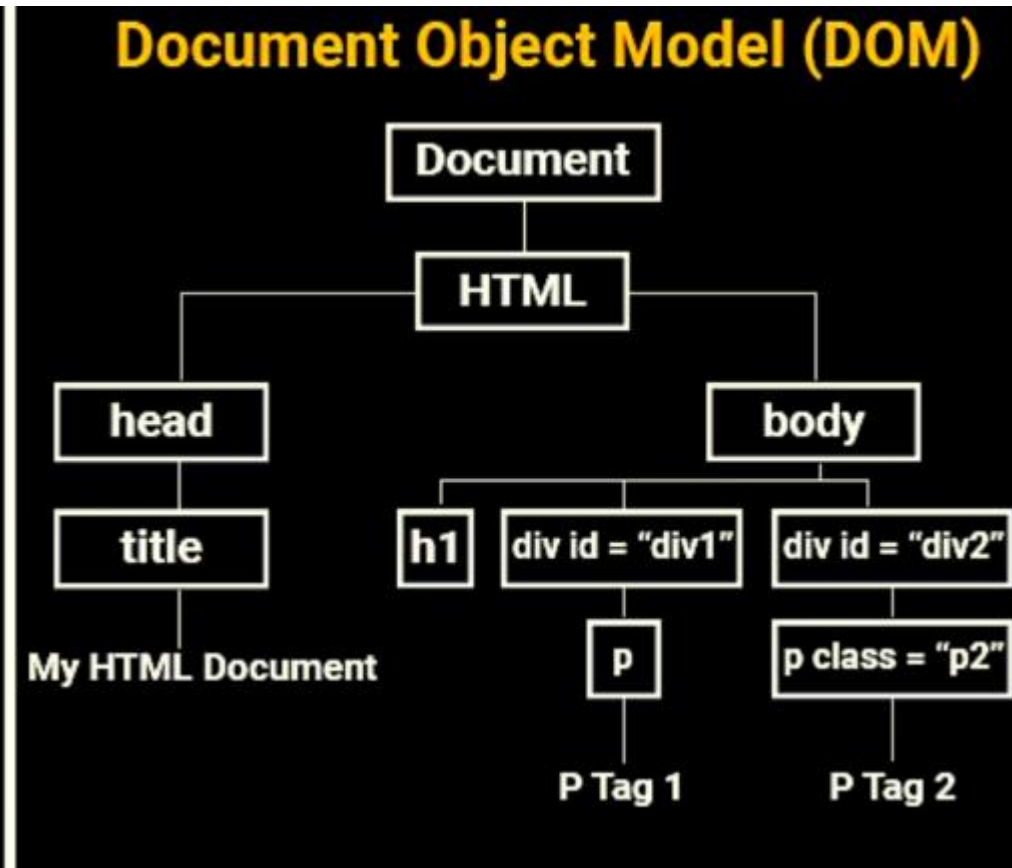 Document Object Model (DOM)
Document
HTML
head
body
title
h1
div id = “div1”
div id = “div2”
My HTML Document
p
p class = “p2”
P Tag 1
P Tag 2